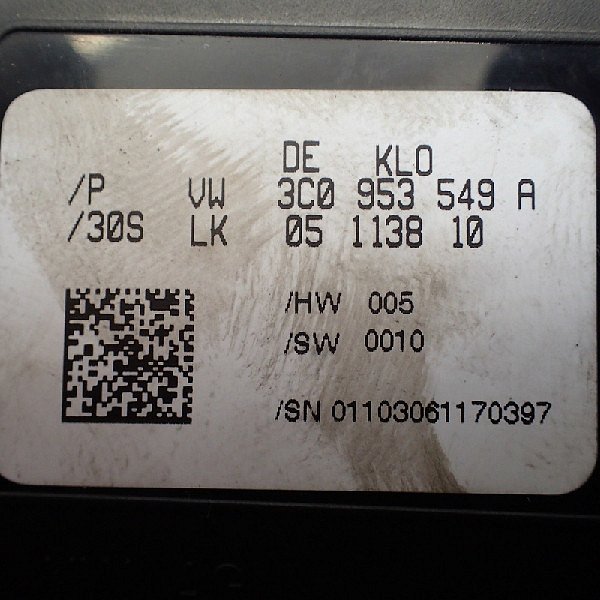 DE KLO
/P VW 3C0 953 549 A
/30S LK 05 1138 10
/HW 005
/SW 0010
/SN 01103061170397